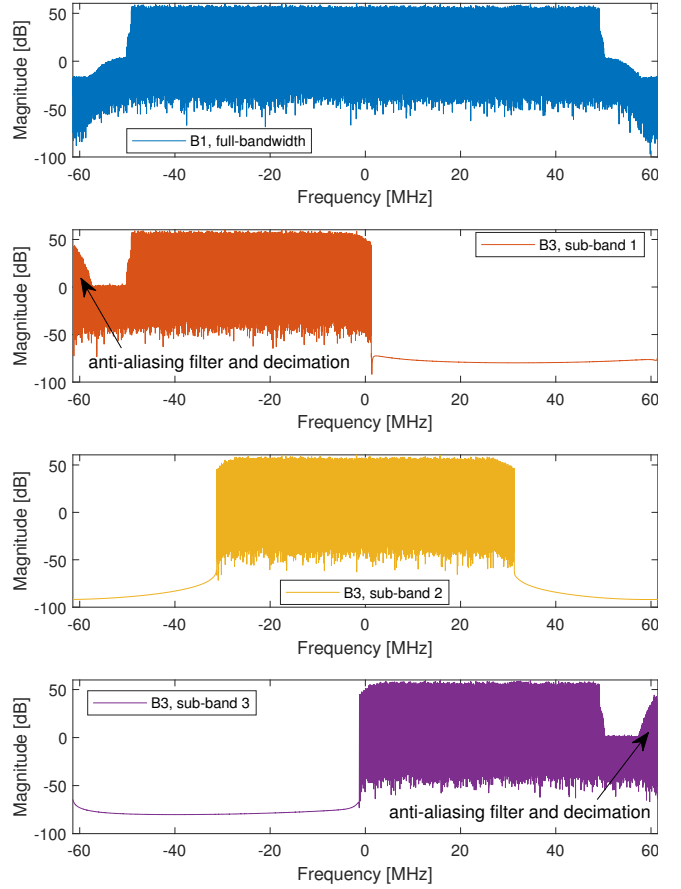 50
0
-50
-100
Magnitude [dB]
B1, full-bandwidth
-60 -40 -20 0 20 40 60
Frequency [MHz]
50
0
-50
-100
Magnitude [dB]
B3, sub-band 1
anti-aliasing filter and decimation
-60 -40 -20 0 20 40 60
Frequency [MHz]
50
0
-50
-100
Magnitude [dB]
B3, sub-band 2
-60 -40 -20 0 20 40 60
Frequency [MHz]
50
0
-50
-100
Magnitude [dB]
B3, sub-band 3
anti-aliasing filter and decimation
-60 -40 -20 0 20 40 60
Frequency [MHz]